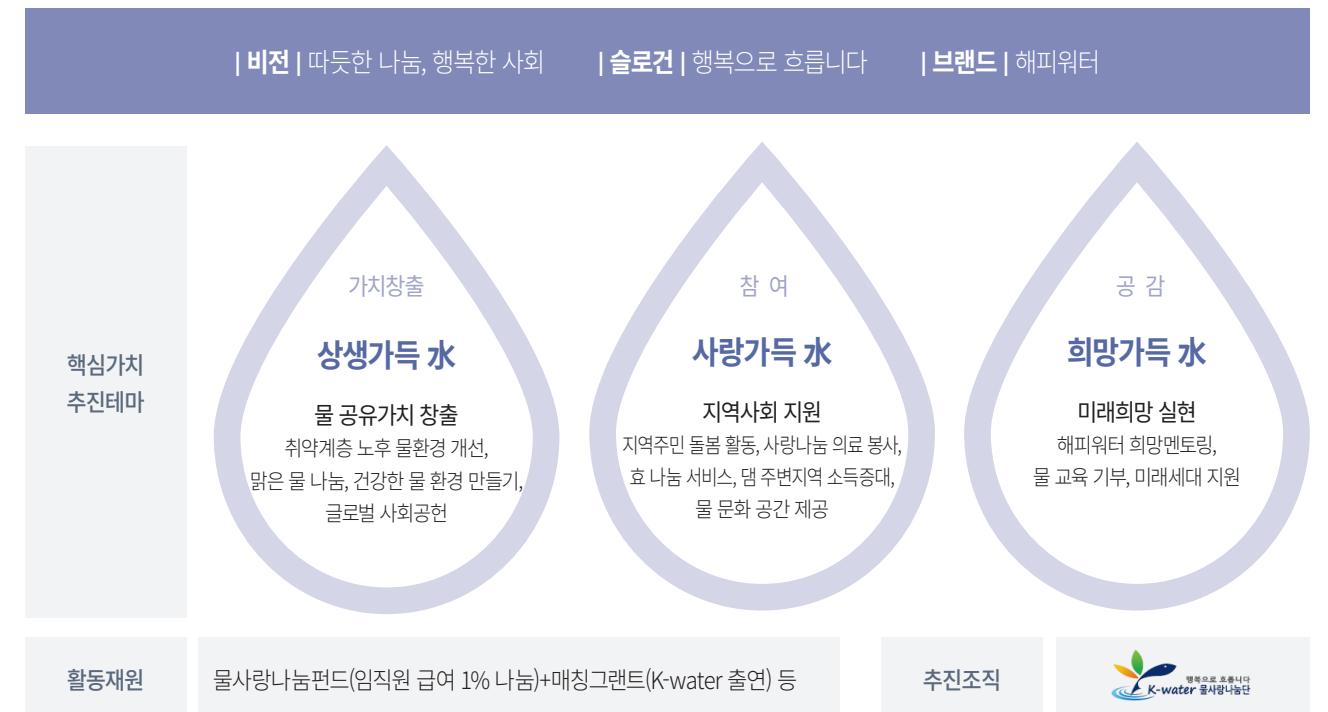 | 비전 | 따듯한 나눔, 행복한 사회 | 슬로건 | 행복으로 흐릅니다 | 브랜드 | 해피워터
핵심가치
추진테마
가치창출
상생가득 水
물 공유가치 창출
취약계층 노후 물환경 개선,
맑은 물 나눔, 건강한 물 환경 만들기,
글로벌 사회공헌
참 여
사랑가득 水
지역사회 지원
지역주민 돌봄 활동, 사랑나눔 의료 봉사,
효 나눔 서비스, 댐 주변지역 소득증대,
물 문화 공간 제공
공 감
희망가득 水
미래희망 실현
해피워터 희망멘토링,
물 교육 기부, 미래세대 지원
활동재원
물사랑나눔펀드(임직원 급여 1% 나눔)+매칭그랜트(K-water 출연) 등
추진조직
행복으로 흐릅니다
K-water 물사랑나눔단